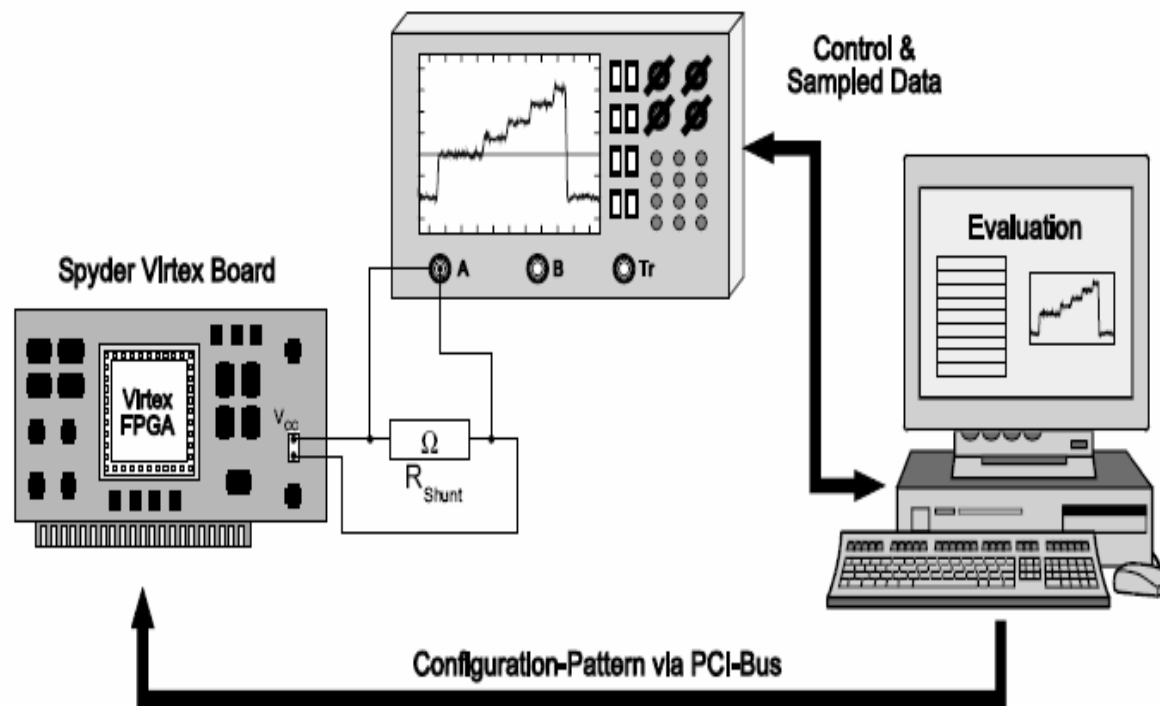 Control &
Sampled Data
Evaluation
A
B
Tr
Spyder Virtex Board
Virtex
FPGA
VCC
Ω
RShunt
Configuration-Pattern via PCI-Bus